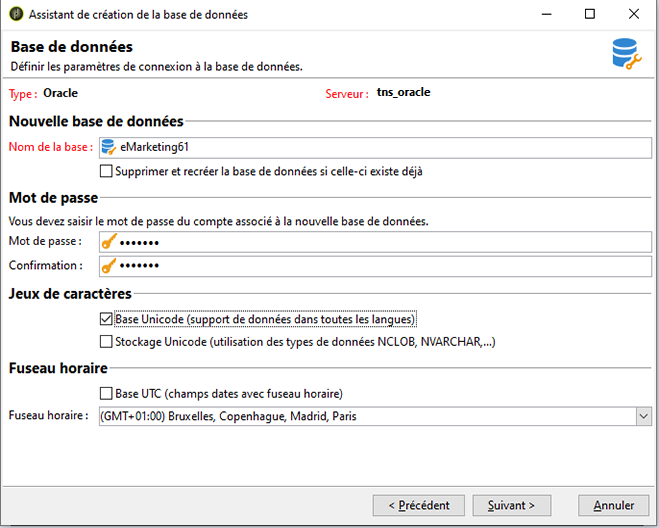 Assistant de création de la base de données
Base de données
Définir les paramètres de connexion à la base de données.
Type : Oracle
Serveur : tns_oracle
Nouvelle base de données
Nom de la base : eMarketing61
Supprimer et recréer la base de données si celle-ci existe déjà
Mot de passe
Vous devez saisir le mot de passe du compte associé à la nouvelle base de données.
Mot de passe : •••••••
Confirmation : •••••••
Jeux de caractères
Base Unicode (support de données dans toutes les langues)
Stockage Unicode (utilisation des types de données NCLOB, NVARCHAR,...)
Fuseau horaire
Base UTC (champs dates avec fuseau horaire)
Fuseau horaire : (GMT+01:00) Bruxelles, Copenhague, Madrid, Paris
< Précédent
Suivant >
Annuler